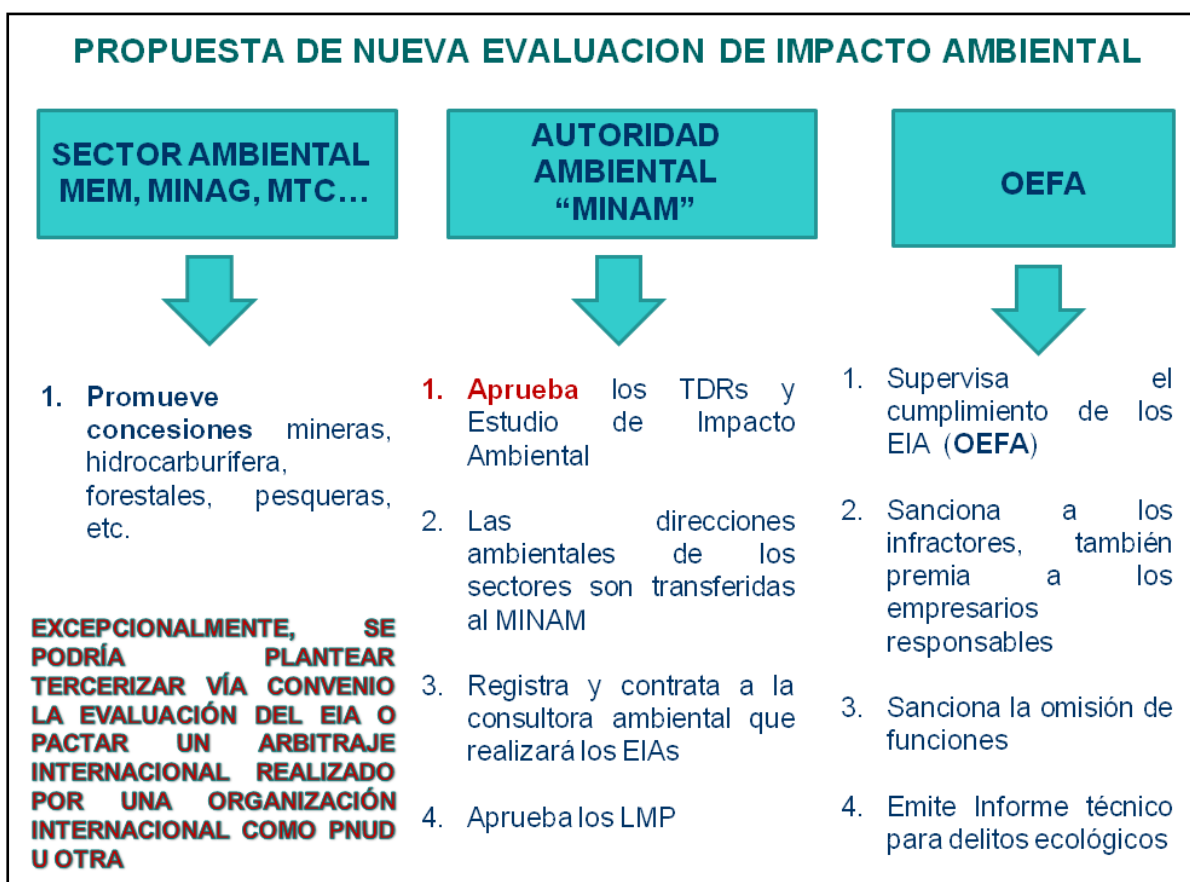 PROPUESTA DE NUEVA EVALUACION DE IMPACTO AMBIENTAL
SECTOR AMBIENTAL
MEM, MINAG, MTC…
1. Promueve
concesiones mineras,
hidrocarburífera,
forestales, pesqueras,
etc.
EXCEPCIONALMENTE, SE
PODRÍA PLANTEAR
TERCERIZAR VÍA CONVENIO
LA EVALUACIÓN DEL EIA O
PACTAR UN ARBITRAJE
INTERNACIONAL REALIZADO
POR UNA ORGANIZACIÓN
INTERNACIONAL COMO PNUD
U OTRA
AUTORIDAD
AMBIENTAL
“MINAM”
1. Aprueba los TDRs y
Estudio de Impacto
Ambiental
2. Las direcciones
ambientales de los
sectores son transferidas
al MINAM
3. Registra y contrata a la
consultora ambiental que
realizará los EIAs
4. Aprueba los LMP
OEFA
1. Supervisa el
cumplimiento de los
EIA (OEFA)
2. Sanciona a los
infractores, también
premia a los
empresarios
responsables
3. Sanciona la omisión de
funciones
4. Emite Informe técnico
para delitos ecológicos